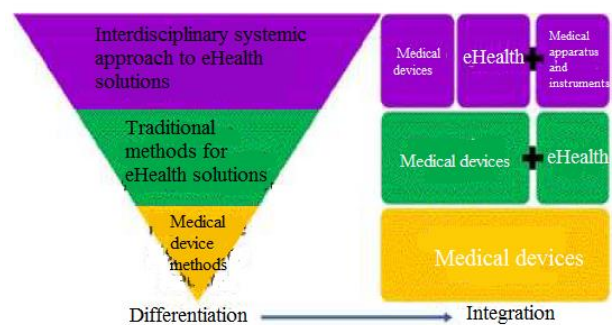 Interdisciplinary systemic
approach to eHealth
solutions
Medical
devices
eHealth
+
Medical
apparatus
and
instruments
Traditional
methods for
eHealth solutions
Medical devices
+
eHealth
Medical
device
methods
Medical devices
Differentiation
Integration